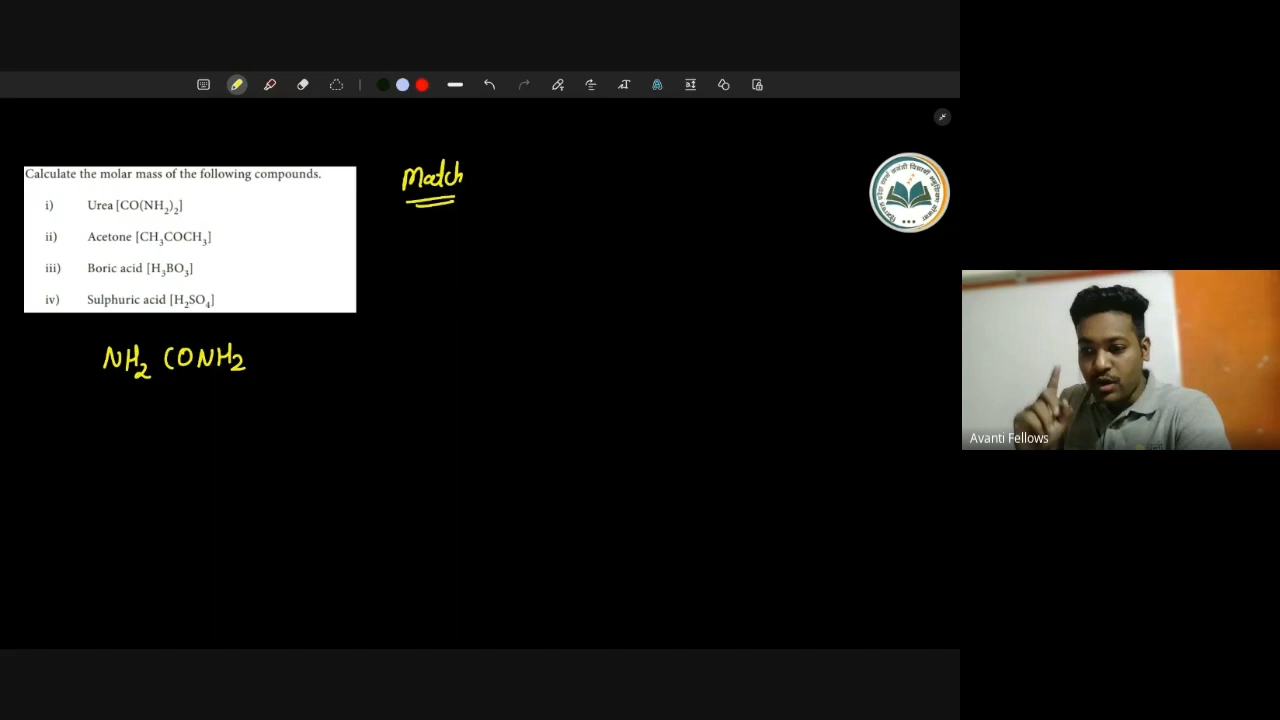 Calculate the molar mass of the following compounds.
i) Urea [CO(NH₂)₂]
ii) Acetone [CH₃COCH₃]
iii) Boric acid [H₃BO₃]
iv) Sulphuric acid [H₂SO₄]
Match
NH₂ CONH₂
Avanti Fellows